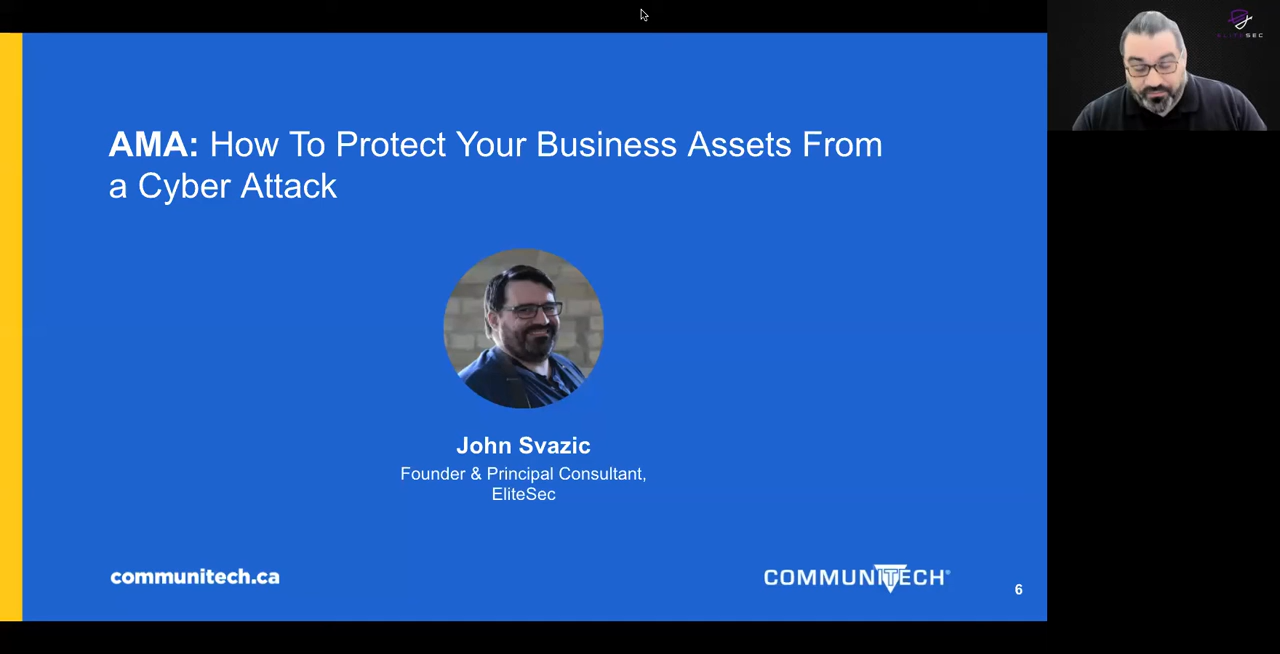 AMA: How To Protect Your Business Assets From
a Cyber Attack
John Svazic
Founder & Principal Consultant,
EliteSec
communitech.ca
COMMUNITECH®
6
ELITESEC